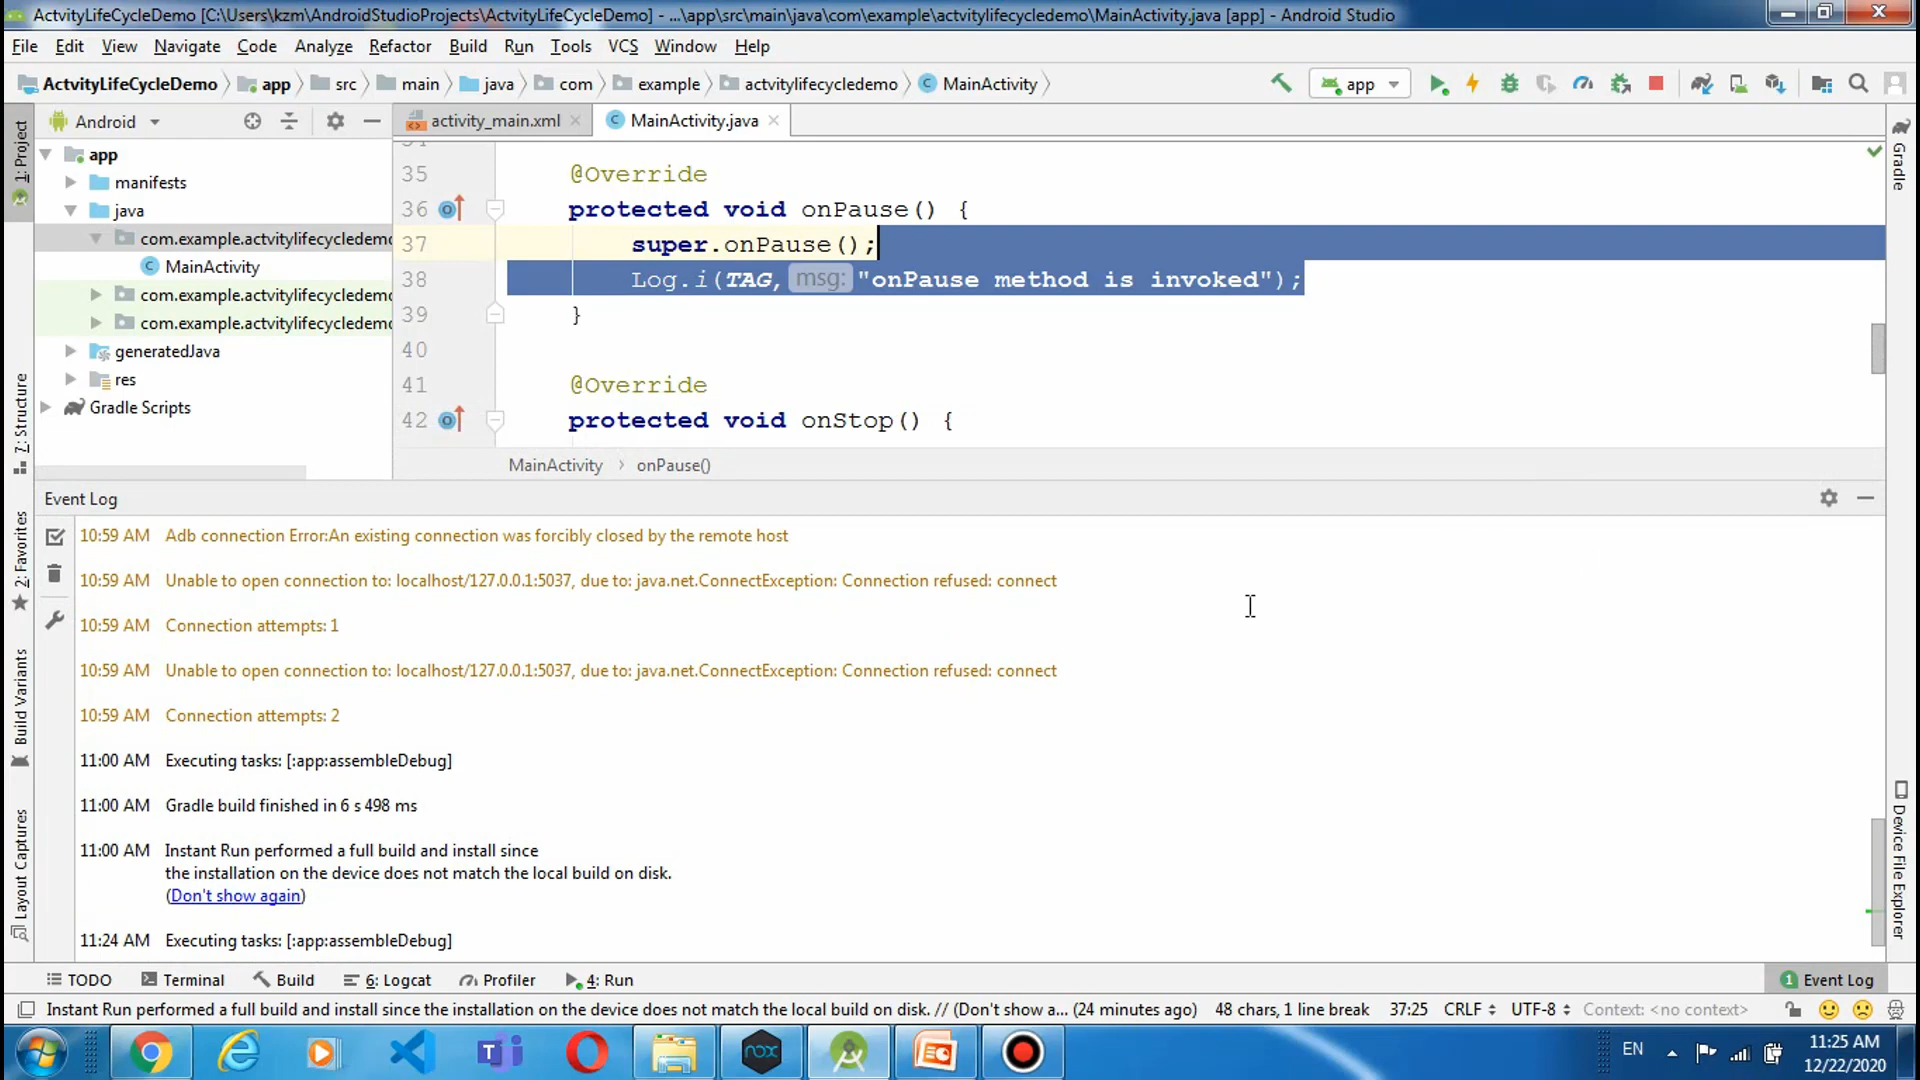 ActvityLifeCycleDemo [C:\Users\kzm\AndroidStudioProjects\ActvityLifeCycleDemo] - ...\app\src\main\java\com\example\actvitylifecycledemo\MainActivity.java [app] - Android Studio
File Edit View Navigate Code Analyze Refactor Build Run Tools VCS Window Help
ActvityLifeCycleDemo app src main java com example actvitylifecycledemo MainActivity app
1: Project
Android
activity_main.xml MainActivity.java
app
manifests
java
com.example.actvitylifecycledemo
MainActivity
com.example.actvitylifecycledemo
com.example.actvitylifecycledemo
generatedJava
res
Gradle Scripts
35 @Override
36 protected void onPause() {
37 super.onPause();
38 Log.i(TAG, msg: "onPause method is invoked");
39 }
40
41 @Override
42 protected void onStop() {
MainActivity onPause()
Gradle
7: Structure
2: Favorites
Build Variants
Layout Captures
Device File Explorer
Event Log
10:59 AM Adb connection Error:An existing connection was forcibly closed by the remote host
10:59 AM Unable to open connection to: localhost/127.0.0.1:5037, due to: java.net.ConnectException: Connection refused: connect
10:59 AM Connection attempts: 1
10:59 AM Unable to open connection to: localhost/127.0.0.1:5037, due to: java.net.ConnectException: Connection refused: connect
10:59 AM Connection attempts: 2
11:00 AM Executing tasks: [:app:assembleDebug]
11:00 AM Gradle build finished in 6 s 498 ms
11:00 AM Instant Run performed a full build and install since
the installation on the device does not match the local build on disk.
(Don't show again)
11:24 AM Executing tasks: [:app:assembleDebug]
TODO Terminal Build 6: Logcat Profiler 4: Run 1 Event Log
Instant Run performed a full build and install since the installation on the device does not match the local build on disk. // (Don't show a... (24 minutes ago) 48 chars, 1 line break 37:25 CRLF UTF-8 Context: <no context>
nox
EN
11:25 AM
12/22/2020